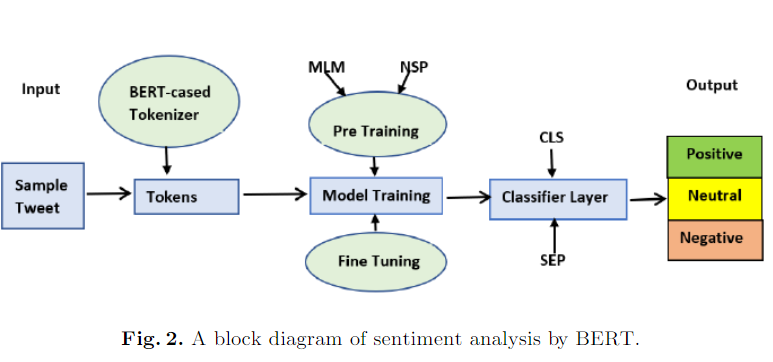 Input
BERT-cased
Tokenizer
MLM
NSP
Output
Pre Training
CLS
Positive
Sample
Tweet
Tokens
Model Training
Classifier Layer
Neutral
Negative
Fine Tuning
SEP
Fig. 2. A block diagram of sentiment analysis by BERT.